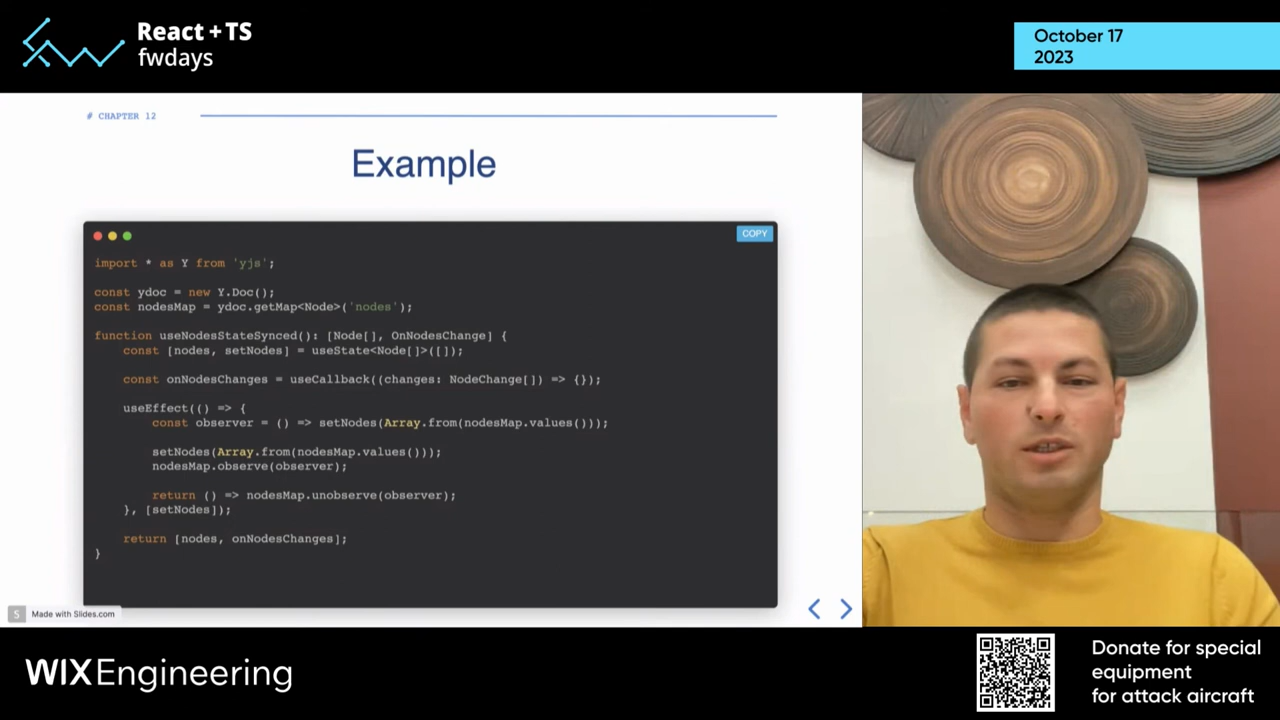 React + TS
fwdays
October 17
2023
# CHAPTER 12
Example
COPY
import * as Y from 'yjs';
const ydoc = new Y.Doc();
const nodesMap = ydoc.getMap<Node>('nodes');
function useNodesStateSynced(): [Node[], OnNodesChange] {
const [nodes, setNodes] = useState<Node[]>([]);
const onNodesChanges = useCallback((changes: NodeChange[]) => {});
useEffect(() => {
const observer = () => setNodes(Array.from(nodesMap.values()));
setNodes(Array.from(nodesMap.values()));
nodesMap.observe(observer);
return () => nodesMap.unobserve(observer);
}, [setNodes]);
return [nodes, onNodesChanges];
}
S Made with Slides.com
WIXEngineering
Donate for special
equipment
for attack aircraft